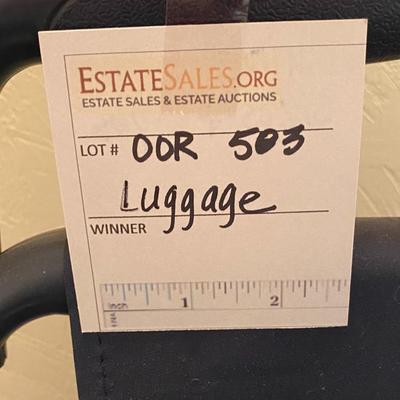 ESTATESALES.ORG
ESTATE SALES & ESTATE AUCTIONS
LOT # OOR 503
Luggage
WINNER
inch 1 2